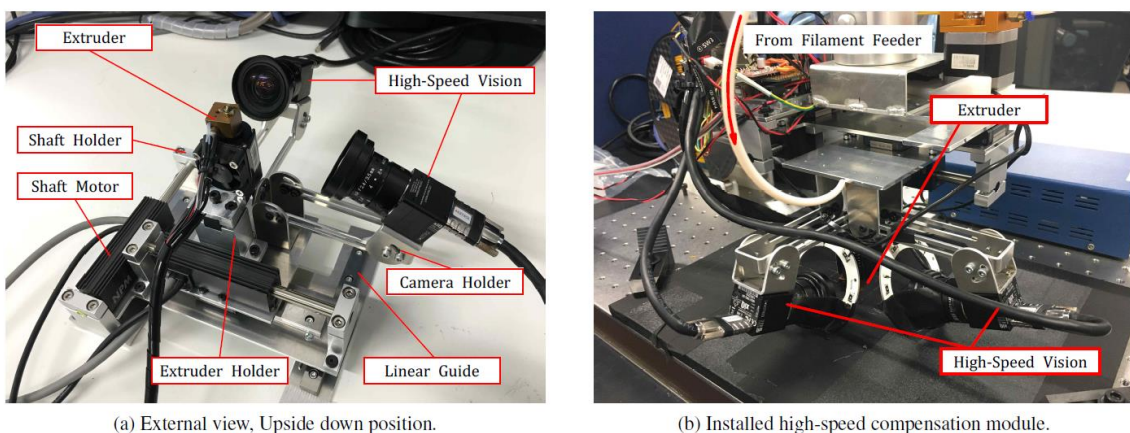 Extruder
High-Speed Vision
Shaft Holder
Shaft Motor
Camera Holder
Extruder Holder
Linear Guide
(a) External view, Upside down position.
From Filament Feeder
Extruder
High-Speed Vision
(b) Installed high-speed compensation module.